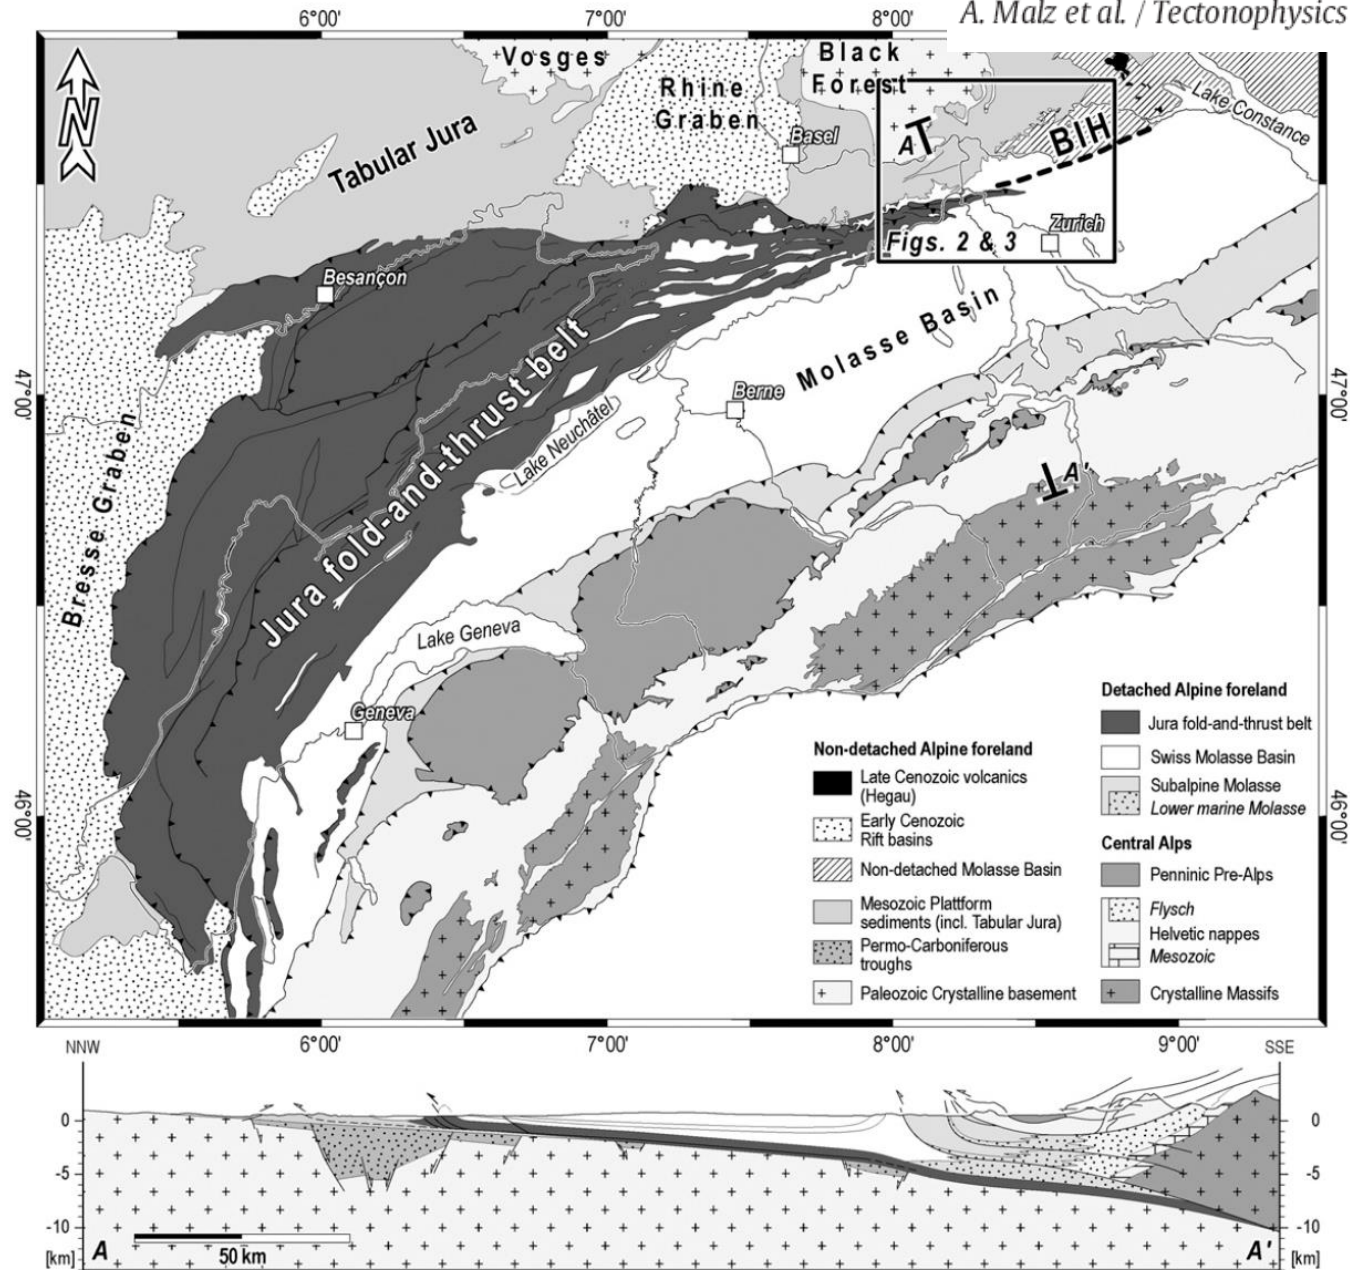 A. Malz et al. / Tectonophysics
6°00'
7°00'
8°00'
N
Vosges
Black
Forest
Rhine
Graben
Lake Constance
Tabular Jura
Basel
A
BIH
Zurich
Figs. 2 & 3
Besançon
Molasse Basin
47°00'
47°00'
Berne
Jura fold-and-thrust belt
Lake Neuchâtel
Bresse Graben
A'
Lake Geneva
Geneva
46°00'
46°00'
Non-detached Alpine foreland
Late Cenozoic volcanics
(Hegau)
Early Cenozoic
Rift basins
Non-detached Molasse Basin
Mesozoic Plattform
sediments (incl. Tabular Jura)
Permo-Carboniferous
troughs
Paleozoic Crystalline basement
Detached Alpine foreland
Jura fold-and-thrust belt
Swiss Molasse Basin
Subalpine Molasse
Lower marine Molasse
Central Alps
Penninic Pre-Alps
Flysch
Helvetic nappes
Mesozoic
Crystalline Massifs
6°00'
7°00'
8°00'
9°00'
NNW
SSE
0
0
-5
-5
-10
-10
[km]
A
50 km
A'
[km]